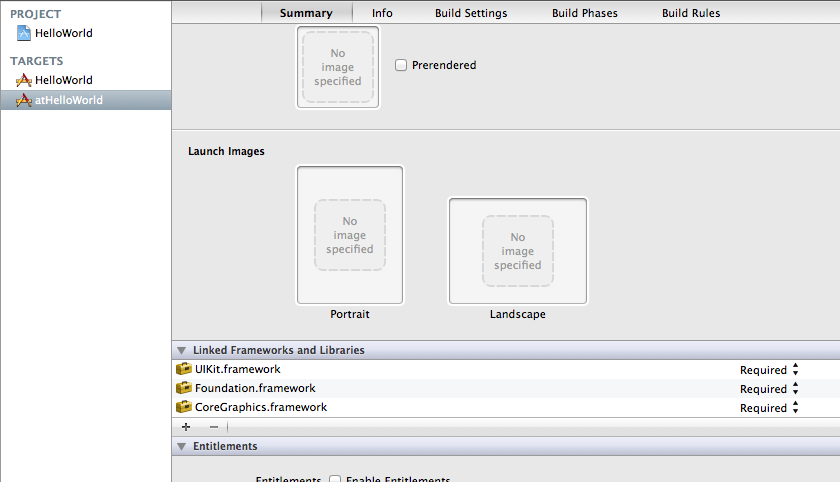 PROJECT
HelloWorld
TARGETS
HelloWorld
atHelloWorld
Summary Info Build Settings Build Phases Build Rules
No
image
specified
Prerendered
Launch Images
No
image
specified
No
image
specified
Portrait
Landscape
Linked Frameworks and Libraries
UIKit.framework Required
Foundation.framework Required
CoreGraphics.framework Required
+ −
Entitlements
Entitlements Enable Entitlements